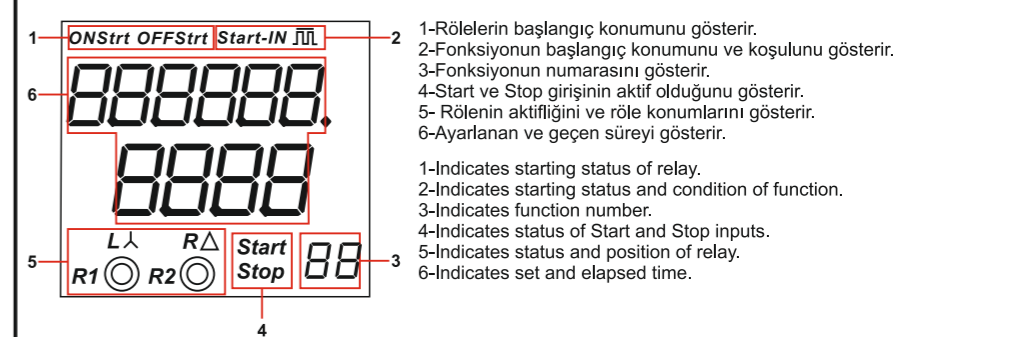 1 ONStrt OFFStrt Start-IN 2
6 888888.
8888
L R△
R1 R2 Start
Stop 88 3
5
4
1-Rölelerin başlangıç konumunu gösterir.
2-Fonksiyonun başlangıç konumunu ve koşulunu gösterir.
3-Fonksiyonun numarasını gösterir.
4-Start ve Stop girişinin aktif olduğunu gösterir.
5- Rölenin aktifliğini ve röle konumlarını gösterir.
6-Ayarlanan ve geçen süreyi gösterir.
1-Indicates starting status of relay.
2-Indicates starting status and condition of function.
3-Indicates function number.
4-Indicates status of Start and Stop inputs.
5-Indicates status and position of relay.
6-Indicates set and elapsed time.